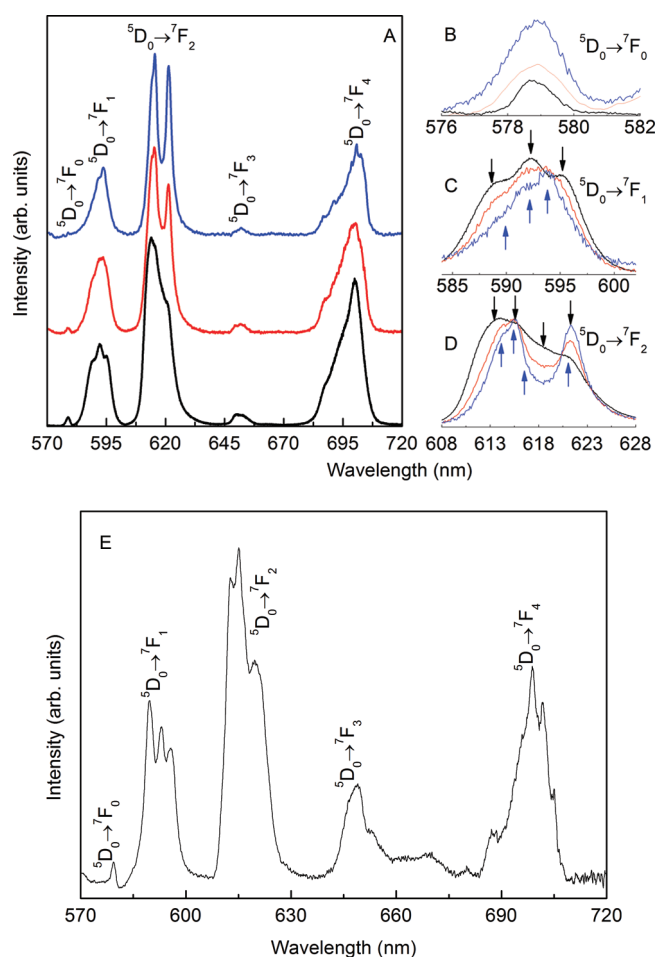 A
⁵D₀→⁷F₀
⁵D₀→⁷F₁
⁵D₀→⁷F₂
⁵D₀→⁷F₃
⁵D₀→⁷F₄
Intensity (arb. units)
570 595 620 645 670 695 720
Wavelength (nm)
B
⁵D₀→⁷F₀
576 578 580 582
C
⁵D₀→⁷F₁
585 590 595 600
D
⁵D₀→⁷F₂
608 613 618 623 628
E
⁵D₀→⁷F₀
⁵D₀→⁷F₁
⁵D₀→⁷F₂
⁵D₀→⁷F₃
⁵D₀→⁷F₄
Intensity (arb. units)
570 600 630 660 690 720
Wavelength (nm)